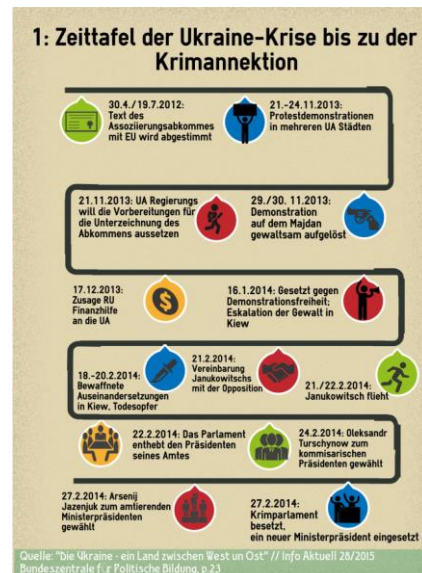 1: Zeittafel der Ukraine-Krise bis zu der
Krimannektion
30.4./19.7.2012:
Text des
Assoziierungsabkommes
mit EU wird abgestimmt
21.-24.11.2013:
Protestdemonstrationen
in mehreren UA Städten
21.11.2013: UA Regierungs
will die Vorbereitungen für
die Unterzeichnung des
Abkommens aussetzen
29./30. 11.2013:
Demonstration
auf dem Majdan
gewaltsam aufgelöst
17.12.2013:
Zusage RU
Finanzhilfe
an die UA
$
16.1.2014: Gesetzt gegen
Demonstrationsfreiheit;
Eskalation der Gewalt in
Kiew
18.-20.2.2014:
Bewaffnete
Auseinandersetzungen
in Kiew, Todesopfer
21.2.2014:
Vereinbarung
Janukowitschs
mit der Opposition
21./22.2.2014:
Janukowitsch flieht
22.2.2014: Das Parlament
enthebt den Präsidenten
seines Amtes
24.2.2014: Oleksandr
Turschynow zum
kommisarischen
Präsidenten gewählt
27.2.2014: Arsenij
Jazenjuk zum amtierenden
Ministerpräsidenten
gewählt
27.2.2014:
Krimparlament
besetzt,
ein neuer Ministerpräsident eingesetzt
Quelle: "Die Ukraine - ein Land zwischen West un Ost" // Info Aktuell 28/2015
Bundeszentrale für Politische Bildung, p.23